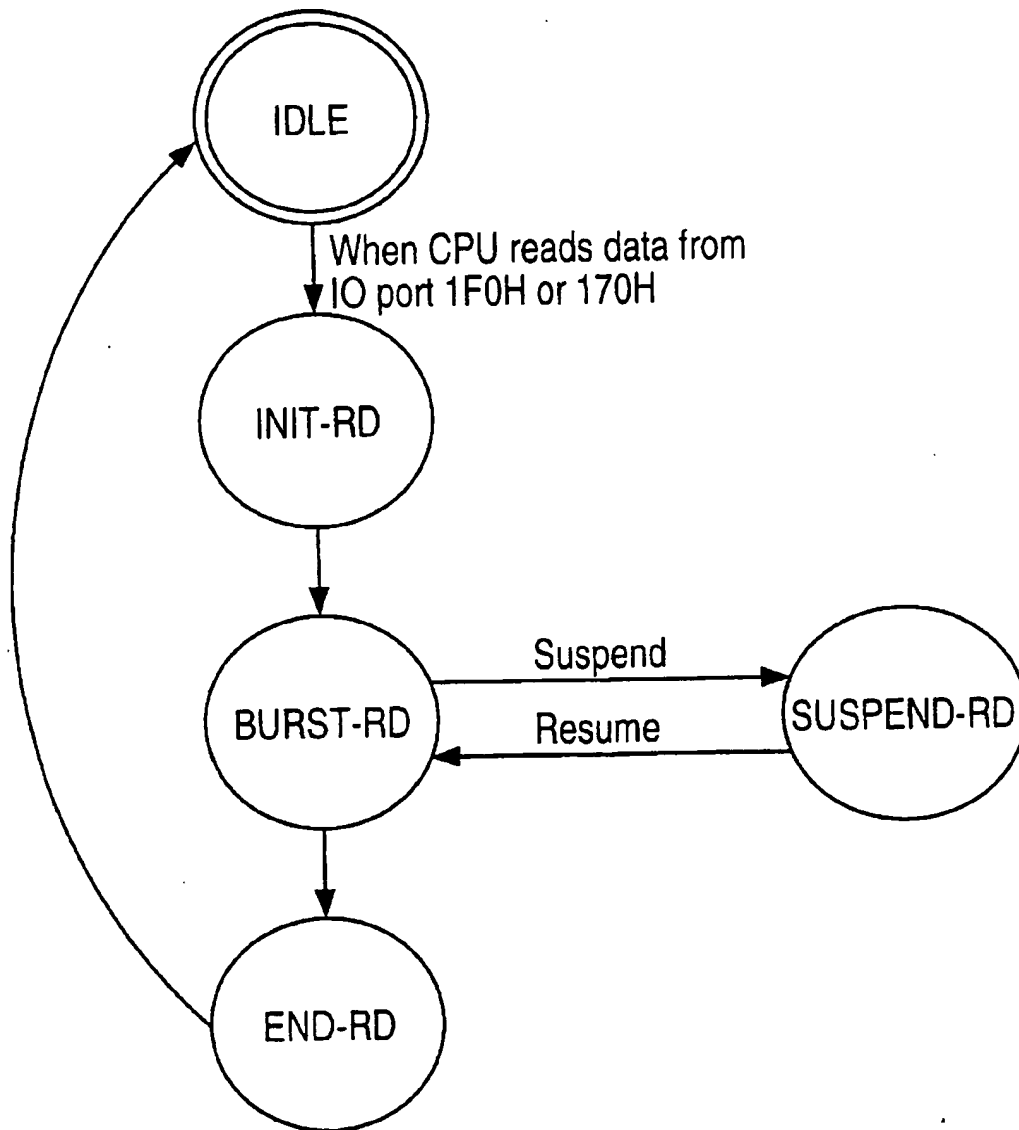 IDLE
When CPU reads data from
IO port 1F0H or 170H
INIT-RD
Suspend
BURST-RD
SUSPEND-RD
Resume
END-RD